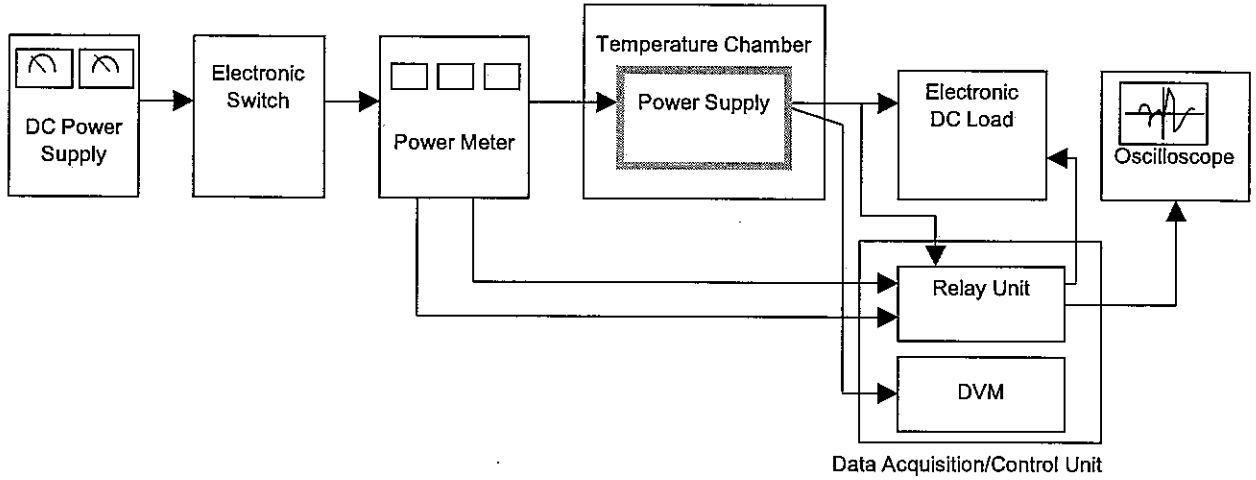 DC Power
Supply
Electronic
Switch
Power Meter
Temperature Chamber
Power Supply
Electronic
DC Load
Oscilloscope
Relay Unit
DVM
Data Acquisition/Control Unit